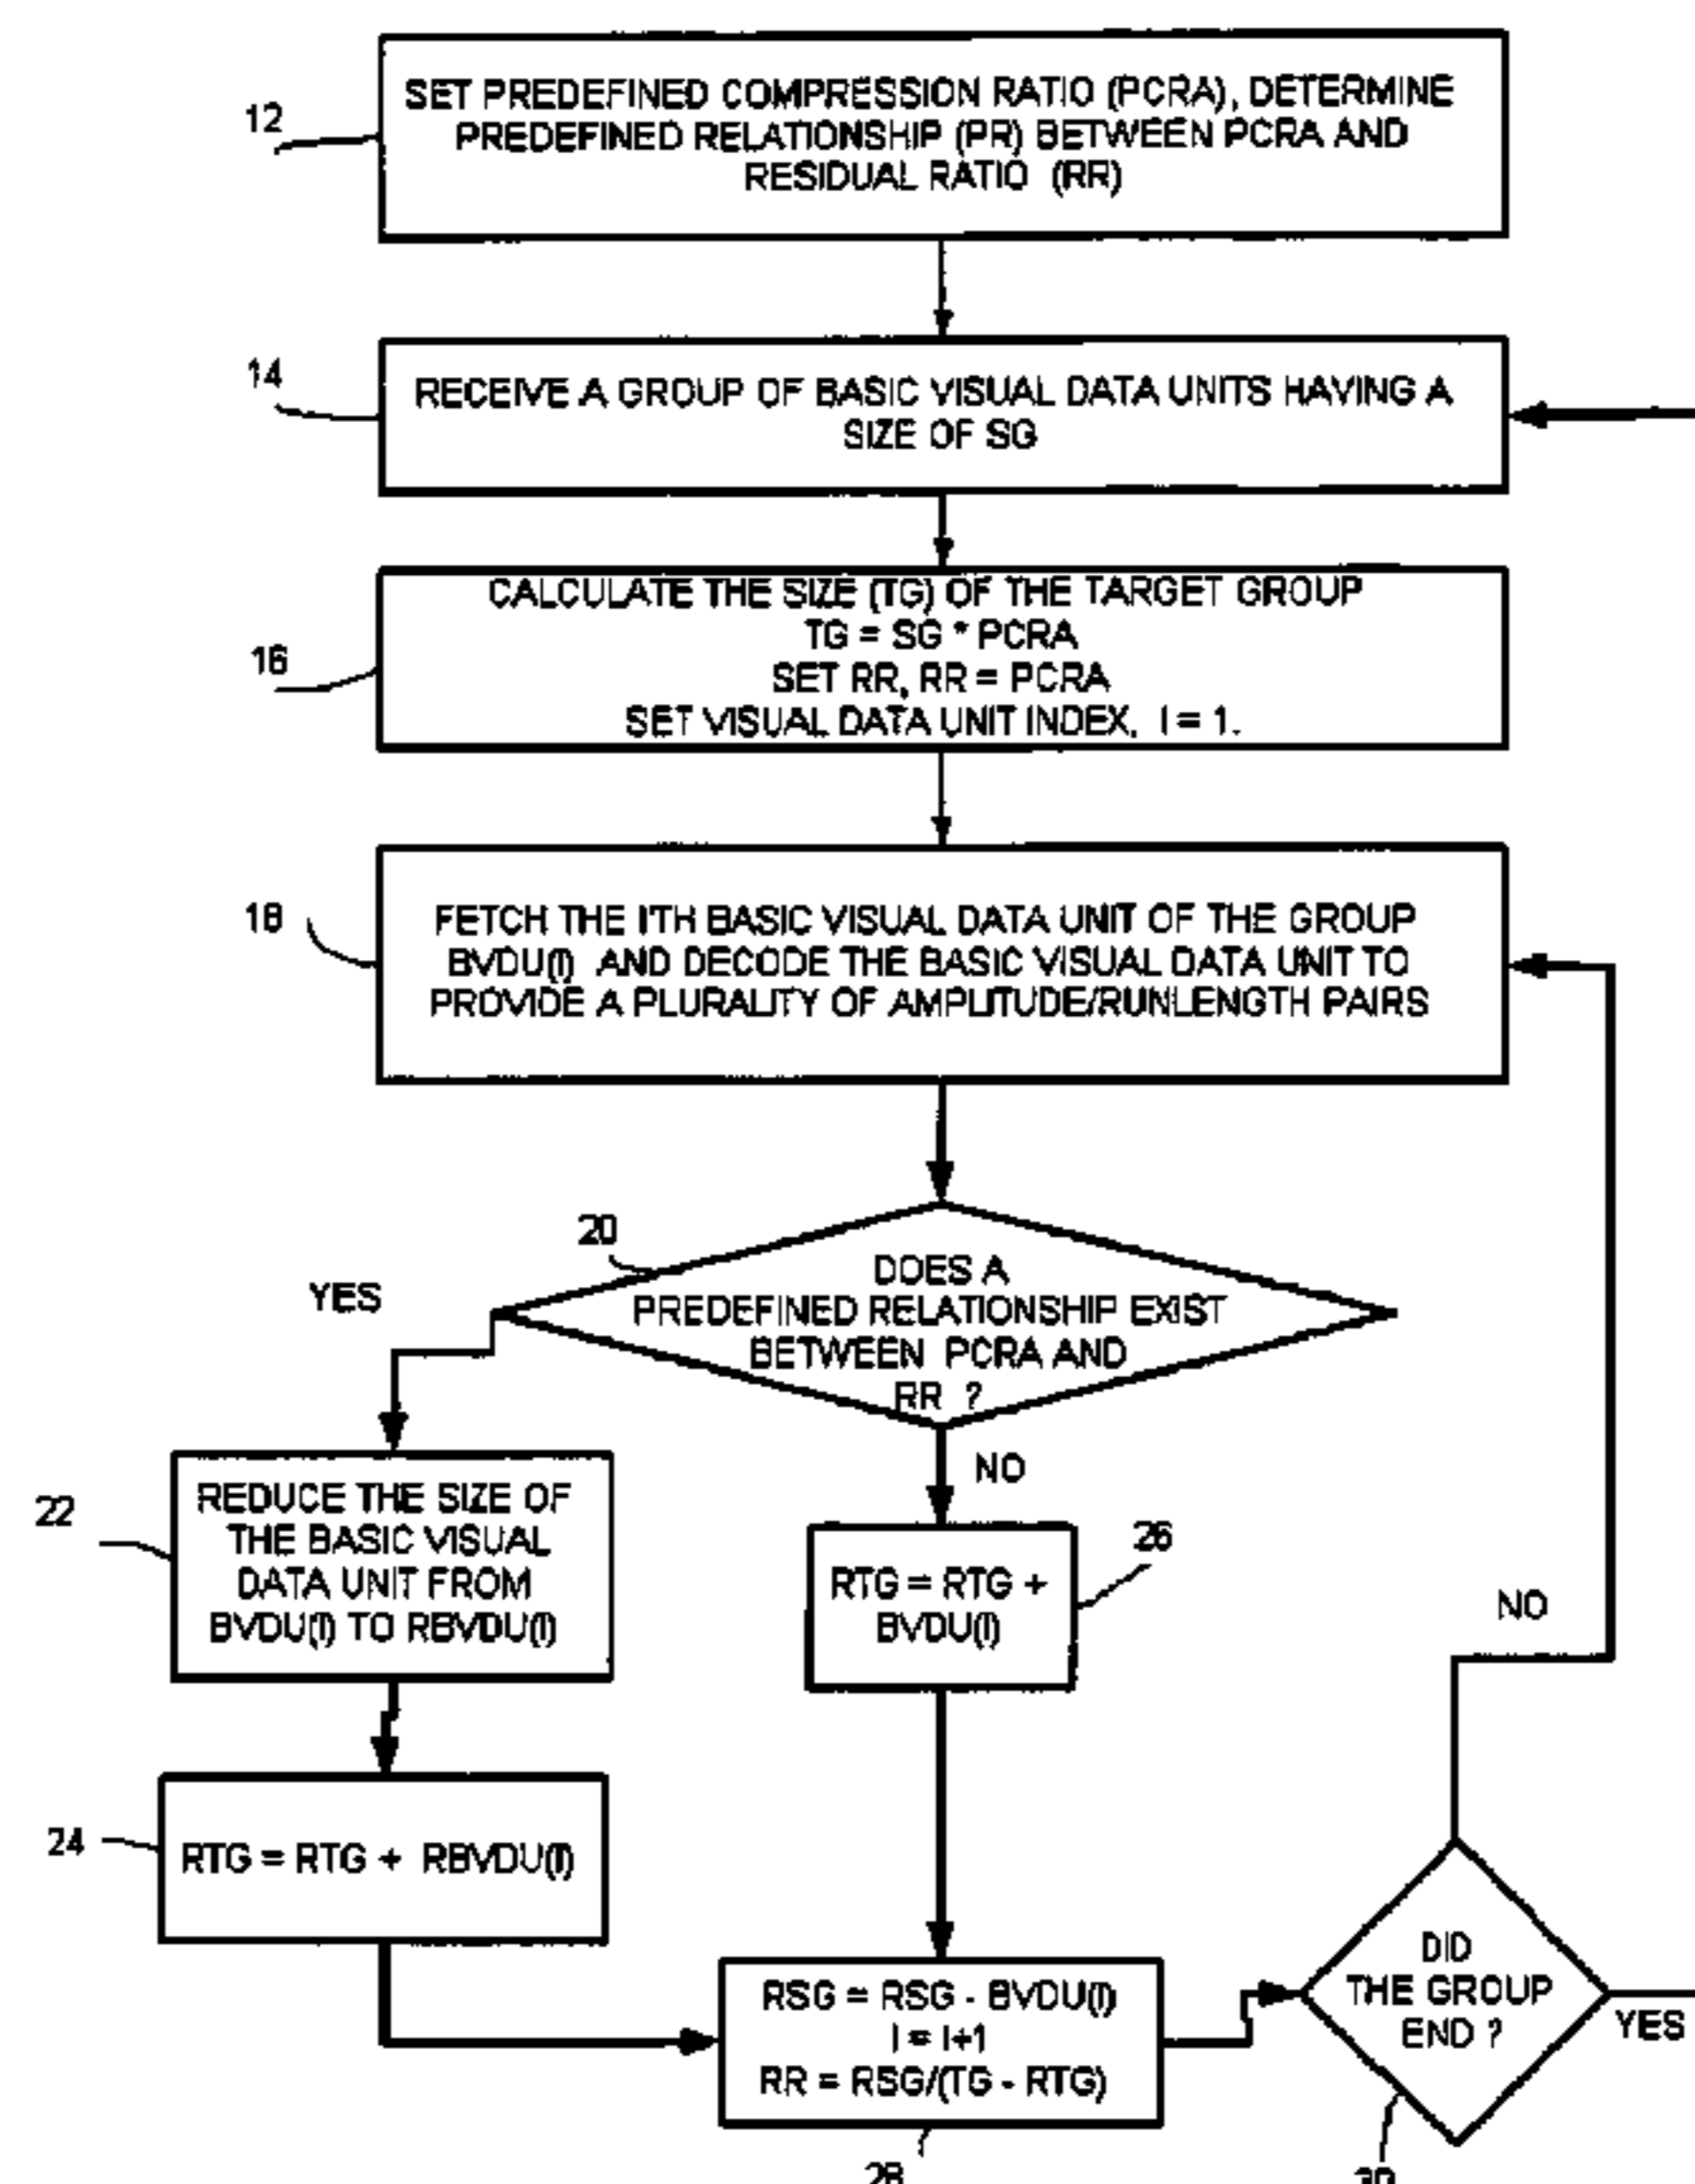 12
SET PREDEFINED COMPRESSION RATIO (PCRA), DETERMINE
PREDEFINED RELATIONSHIP (PR) BETWEEN PCRA AND
RESIDUAL RATIO (RR)
14
RECEIVE A GROUP OF BASIC VISUAL DATA UNITS HAVING A
SIZE OF SG
16
CALCULATE THE SIZE (TG) OF THE TARGET GROUP
TG = SG * PCRA
SET RR, RR = PCRA
SET VISUAL DATA UNIT INDEX, I = 1.
18
FETCH THE ITH BASIC VISUAL DATA UNIT OF THE GROUP
BVDU(I) AND DECODE THE BASIC VISUAL DATA UNIT TO
PROVIDE A PLURALITY OF AMPLITUDE/RUNLENGTH PAIRS
20
DOES A
PREDEFINED RELATIONSHIP EXIST
BETWEEN PCRA AND
RR ?
YES
NO
22
REDUCE THE SIZE OF
THE BASIC VISUAL
DATA UNIT FROM
BVDU(I) TO RBVDU(I)
26
RTG = RTG +
BVDU(I)
NO
24
RTG = RTG + RBVDU(I)
RSG = RSG - BVDU(I)
I = I+1
RR = RSG/(TG - RTG)
28
DID
THE GROUP
END ?
YES
30